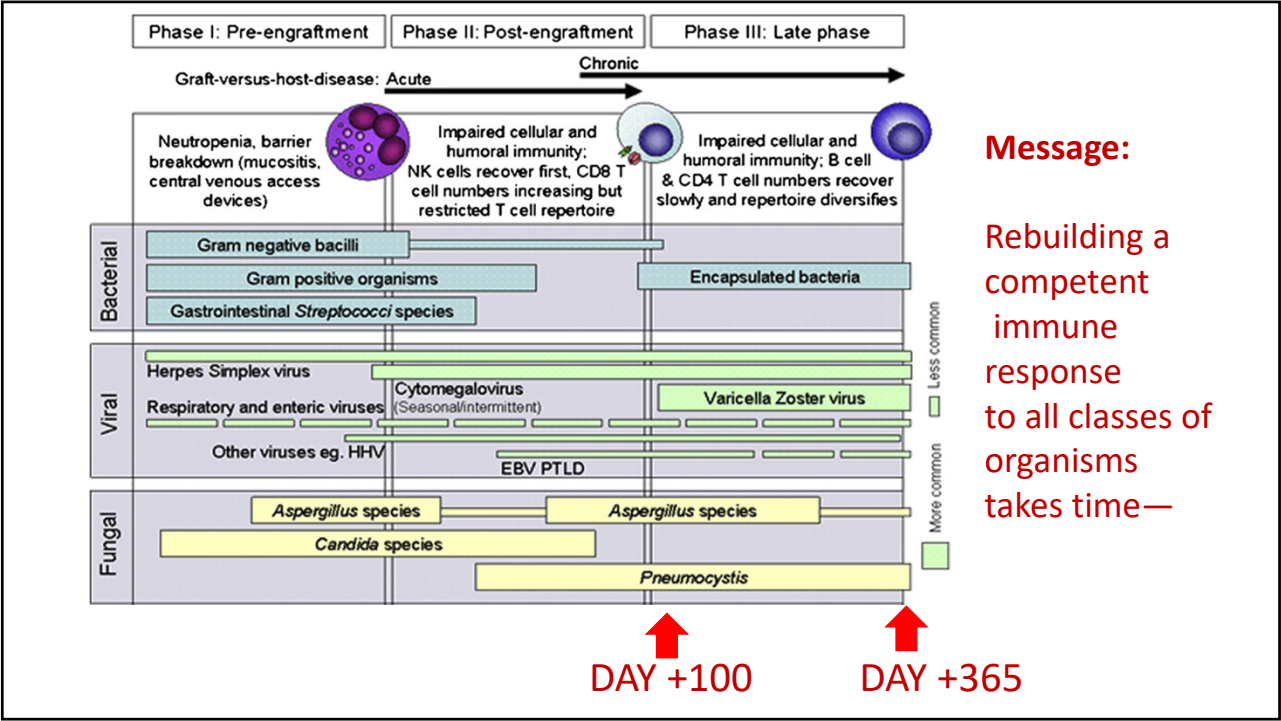 Phase I: Pre-engraftment
Phase II: Post-engraftment
Phase III: Late phase
Chronic
Graft-versus-host-disease: Acute
Neutropenia, barrier
breakdown (mucositis,
central venous access
devices)
Impaired cellular and
humoral immunity;
NK cells recover first, CD8 T
cell numbers increasing but
restricted T cell repertoire
Impaired cellular and
humoral immunity; B cell
& CD4 T cell numbers recover
slowly and repertoire diversifies
Bacterial
Gram negative bacilli
Gram positive organisms
Encapsulated bacteria
Gastrointestinal Streptococci species
Viral
Herpes Simplex virus
Cytomegalovirus
(Seasonal/intermittent)
Varicella Zoster virus
Respiratory and enteric viruses
Other viruses eg. HHV
EBV PTLD
Fungal
Aspergillus species
Aspergillus species
Candida species
Pneumocystis
Less common
More common
Message:
Rebuilding a
competent
immune
response
to all classes of
organisms
takes time—
DAY +100
DAY +365